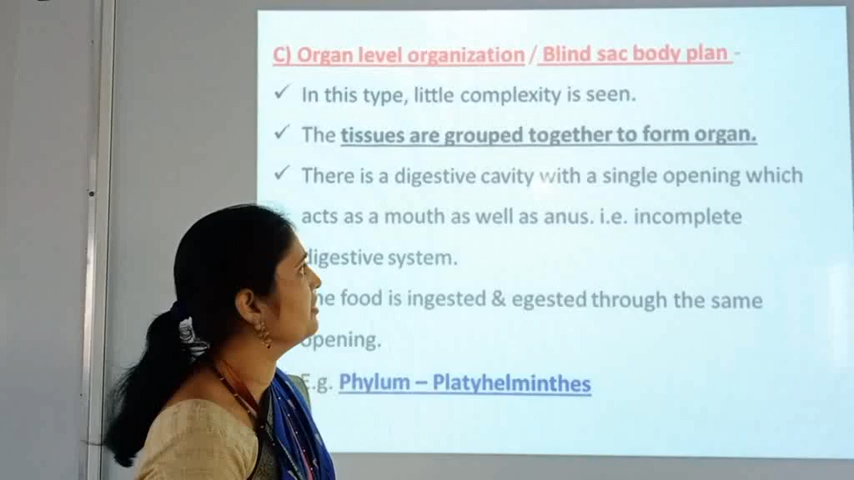 C) Organ level organization / Blind sac body plan -
✓ In this type, little complexity is seen.
✓ The tissues are grouped together to form organ.
✓ There is a digestive cavity with a single opening which
acts as a mouth as well as anus. i.e. incomplete
digestive system.
food is ingested & egested through the same
opening.
E.g. Phylum – Platyhelminthes